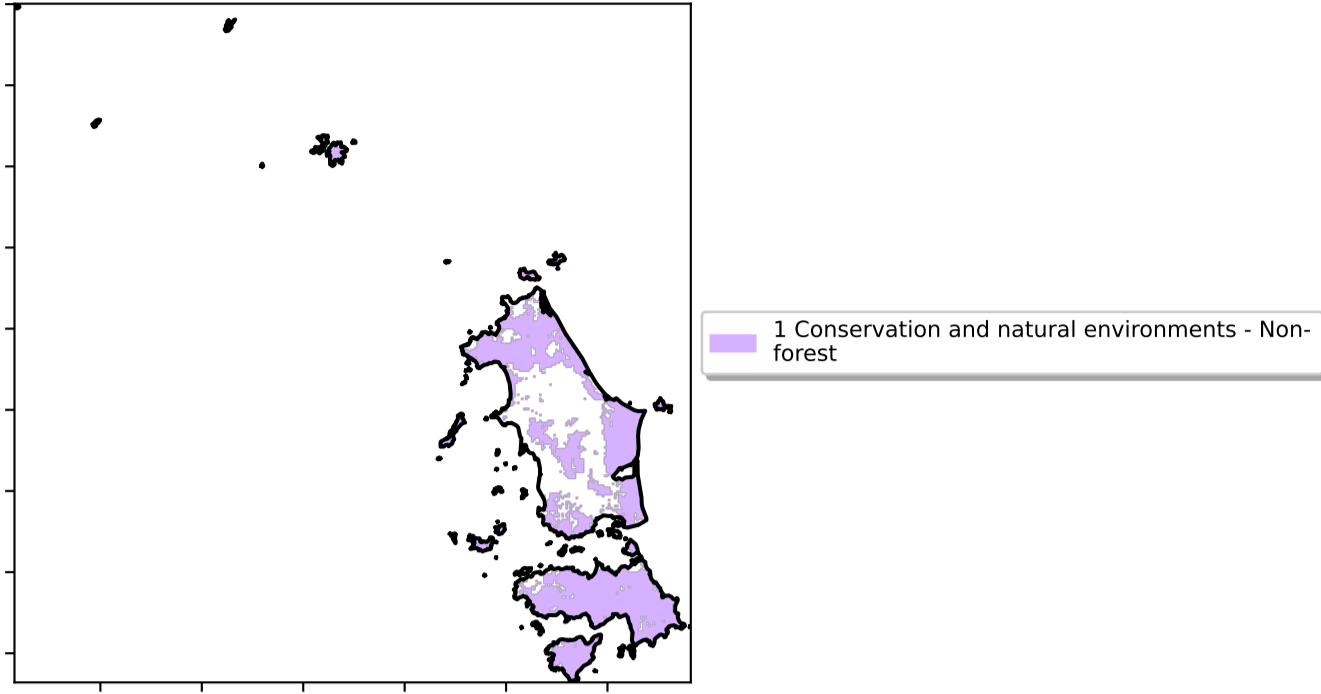 1 Conservation and natural environments - Non-
forest